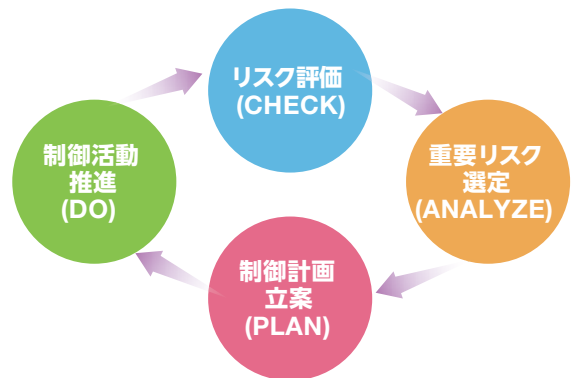 リスク評価
(CHECK)
重要リスク
選定
(ANALYZE)
制御計画
立案
(PLAN)
制御活動
推進
(DO)